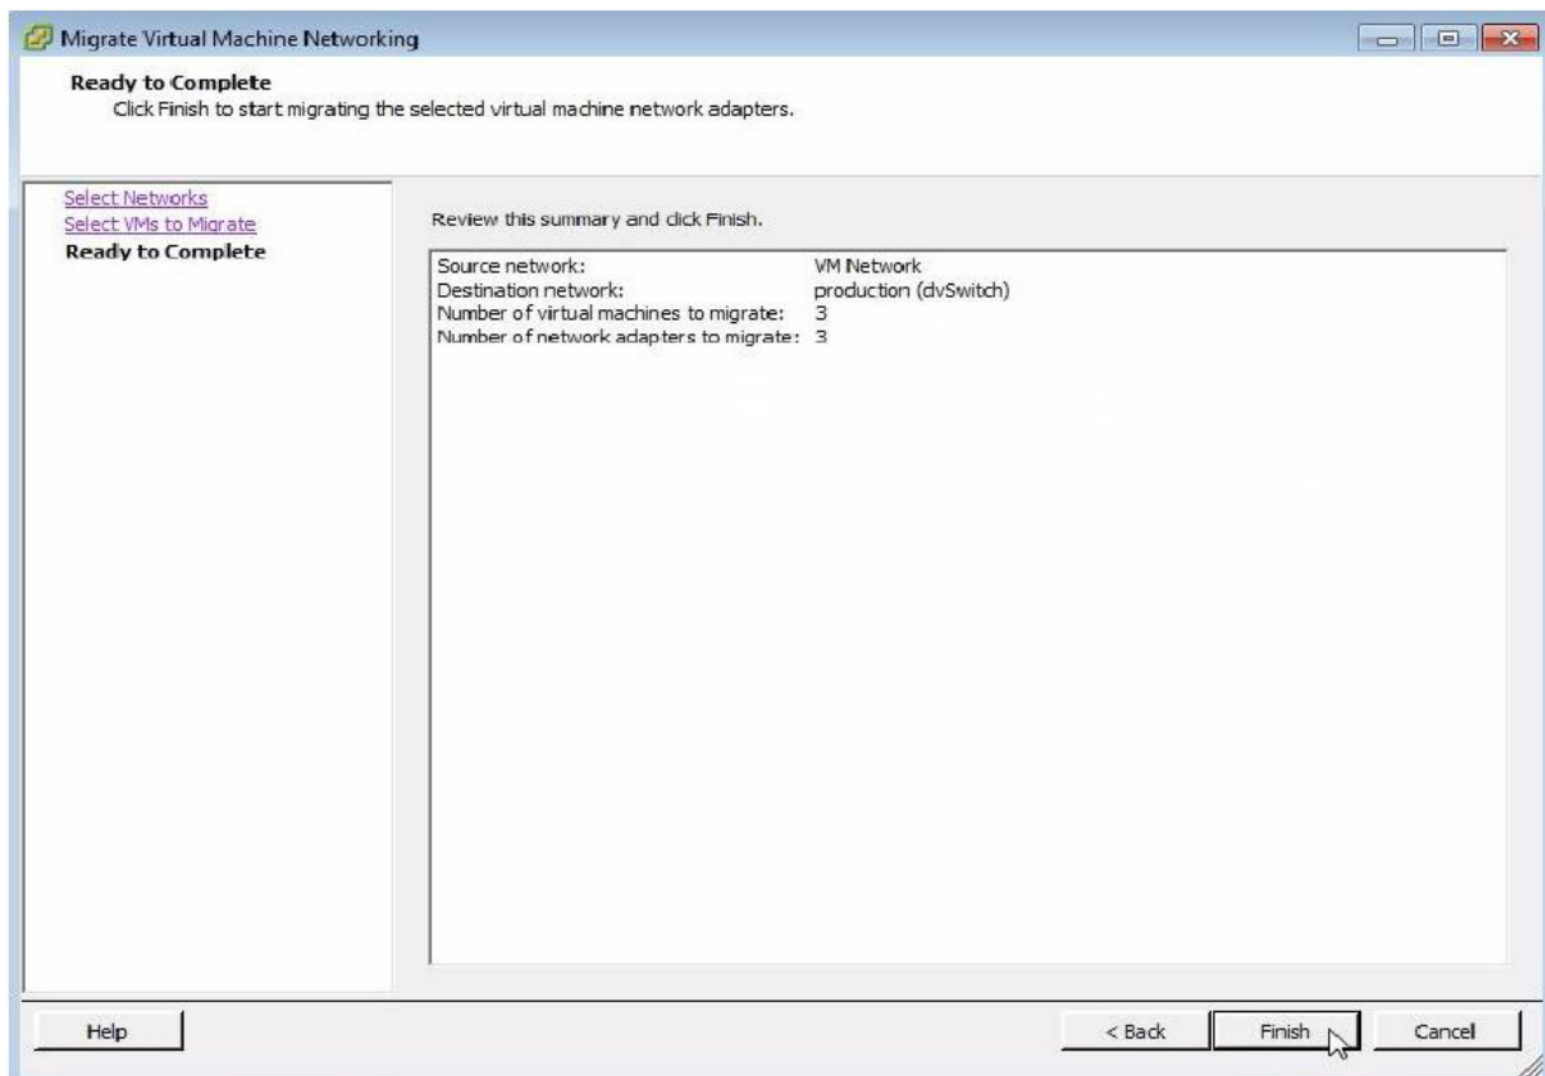 Migrate Virtual Machine Networking
Ready to Complete
Click Finish to start migrating the selected virtual machine network adapters.
Select Networks
Select VMs to Migrate
Ready to Complete
Review this summary and click Finish.
Source network: VM Network
Destination network: production (dvSwitch)
Number of virtual machines to migrate: 3
Number of network adapters to migrate: 3
Help
< Back
Finish
Cancel